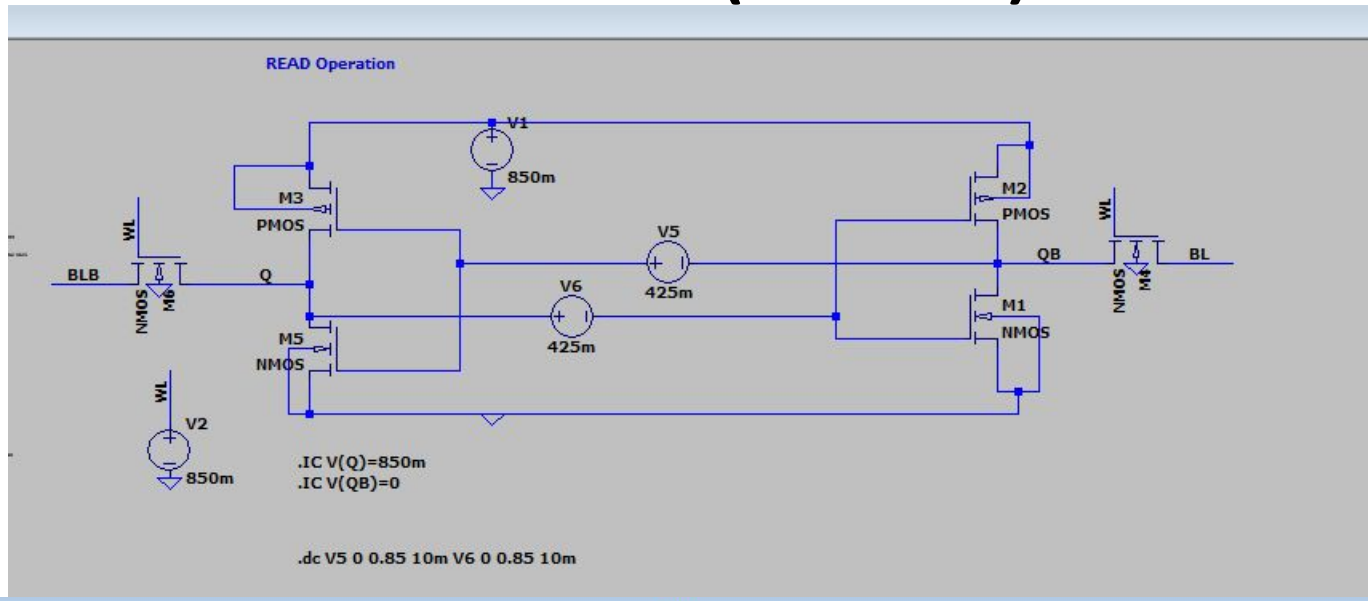 READ Operation
V1
850m
M3
PMOS
M2
PMOS
WL
WL
V5
425m
BLB
Q
V6
425m
QB
BL
NMOS
M6
NMOS
M4
M5
NMOS
M1
NMOS
WL
V2
850m
.IC V(Q)=850m
.IC V(QB)=0
.dc V5 0 0.85 10m V6 0 0.85 10m